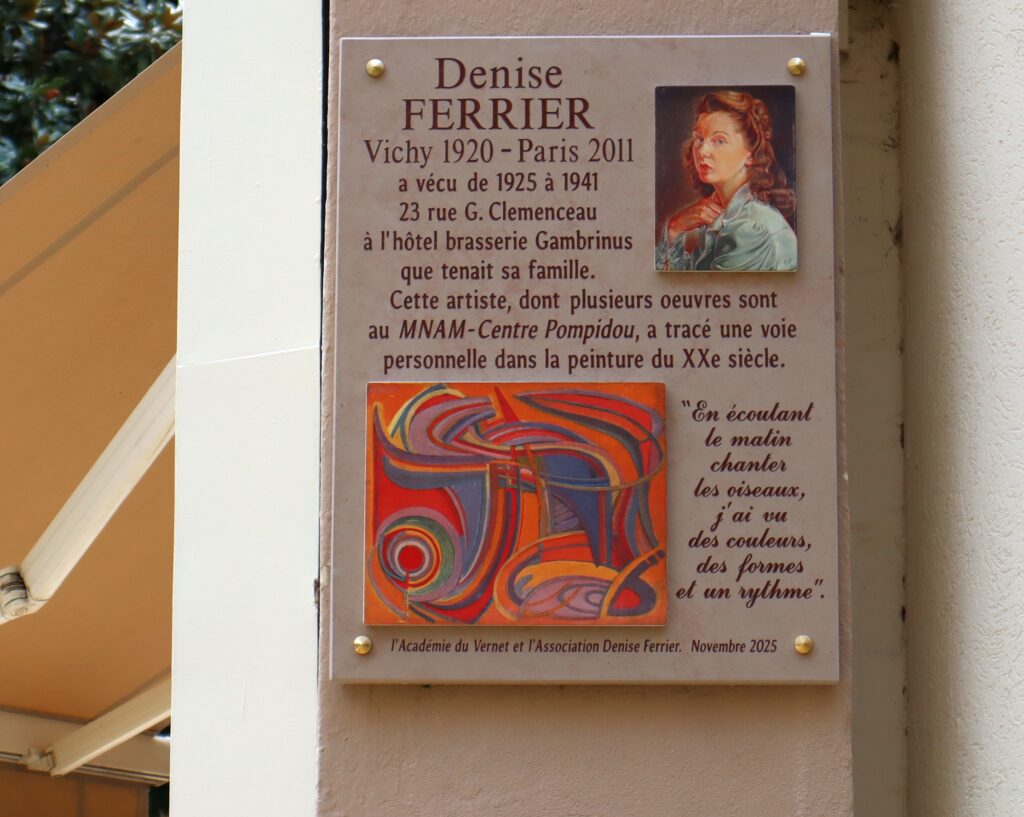 Denise
FERRIER
Vichy 1920 - Paris 2011
a vécu de 1925 à 1941
23 rue G. Clemenceau
à l'hôtel brasserie Gambrinus
que tenait sa famille.
Cette artiste, dont plusieurs oeuvres sont
au MNAM-Centre Pompidou, a tracé une voie
personnelle dans la peinture du XXe siècle.
"En écoutant
le matin
chanter
les oiseaux,
j'ai vu
des couleurs,
des formes
et un rythme".
l'Académie du Vernet et l'Association Denise Ferrier. Novembre 2025